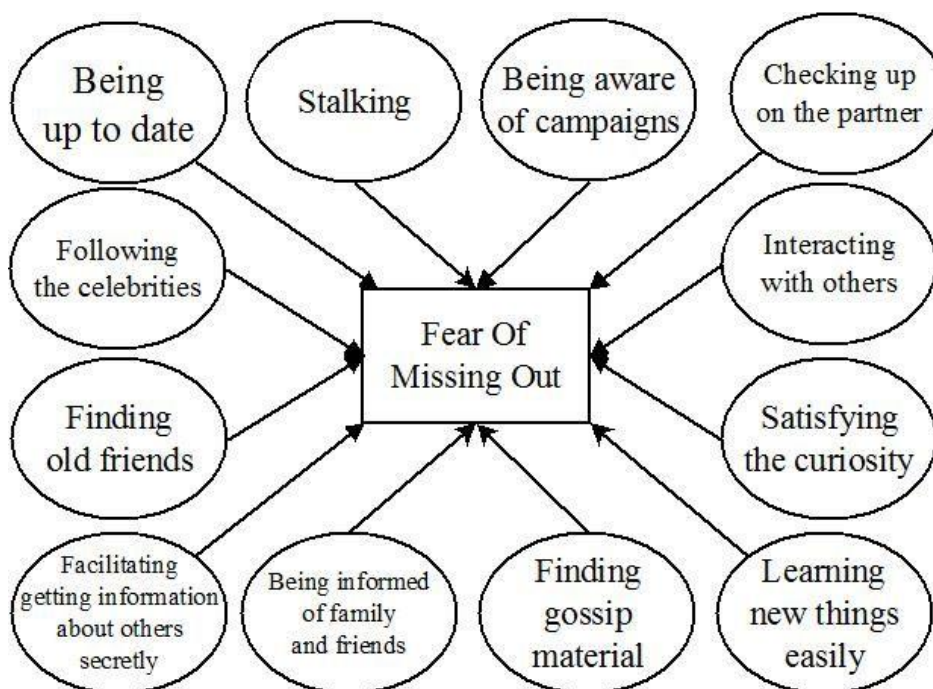 Being
up to date
Stalking
Being aware
of campaigns
Checking up
on the partner
Following
the celebrities
Interacting
with others
Fear Of
Missing Out
Finding
old friends
Satisfying
the curiosity
Facilitating
getting information
about others
secretly
Being informed
of family
and friends
Finding
gossip
material
Learning
new things
easily